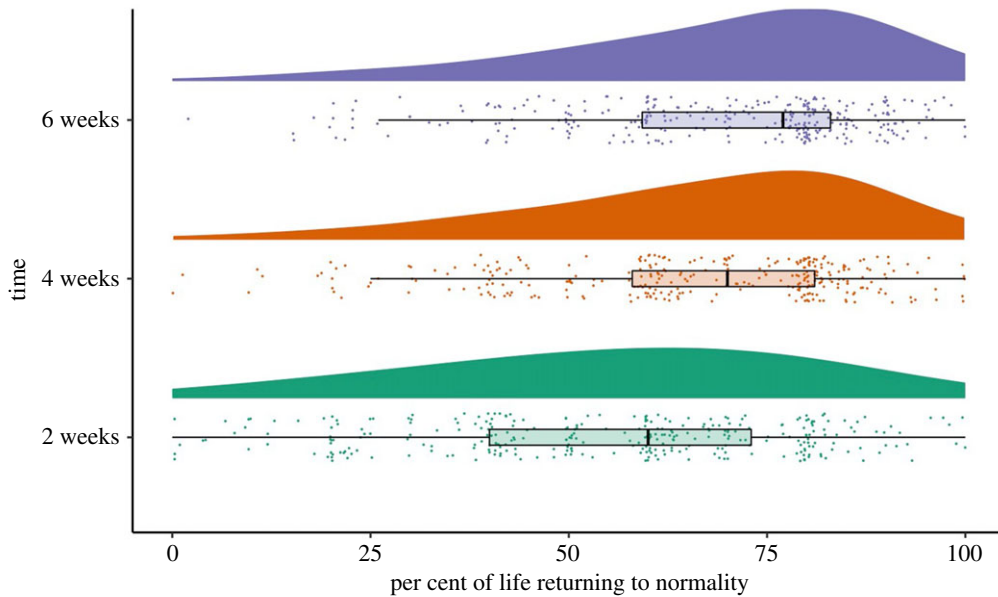 6 weeks
4 weeks
2 weeks
time
0 25 50 75 100
per cent of life returning to normality